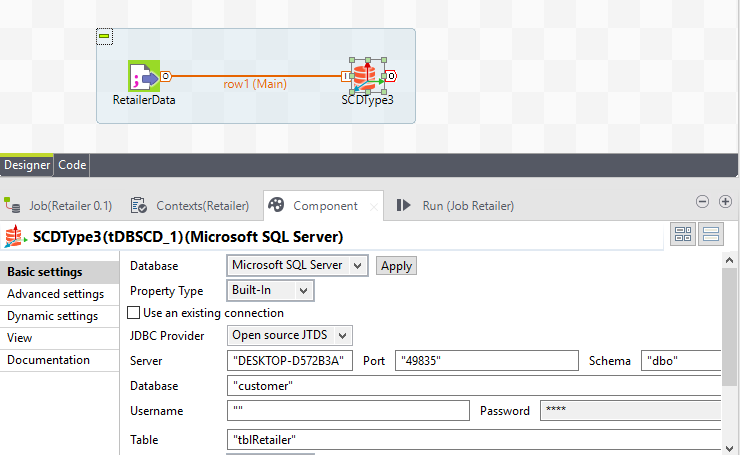 row1 (Main)
RetailerData
SCDType3
Designer Code
Job(Retailer 0.1) Contexts(Retailer) Component Run (Job Retailer)
SCDType3(tDBSCD_1)(Microsoft SQL Server)
Basic settings
Advanced settings
Dynamic settings
View
Documentation
Database Microsoft SQL Server Apply
Property Type Built-In
Use an existing connection
JDBC Provider Open source JTDS
Server "DESKTOP-D572B3A" Port "49835" Schema "dbo"
Database "customer"
Username "" Password ****
Table "tblRetailer"